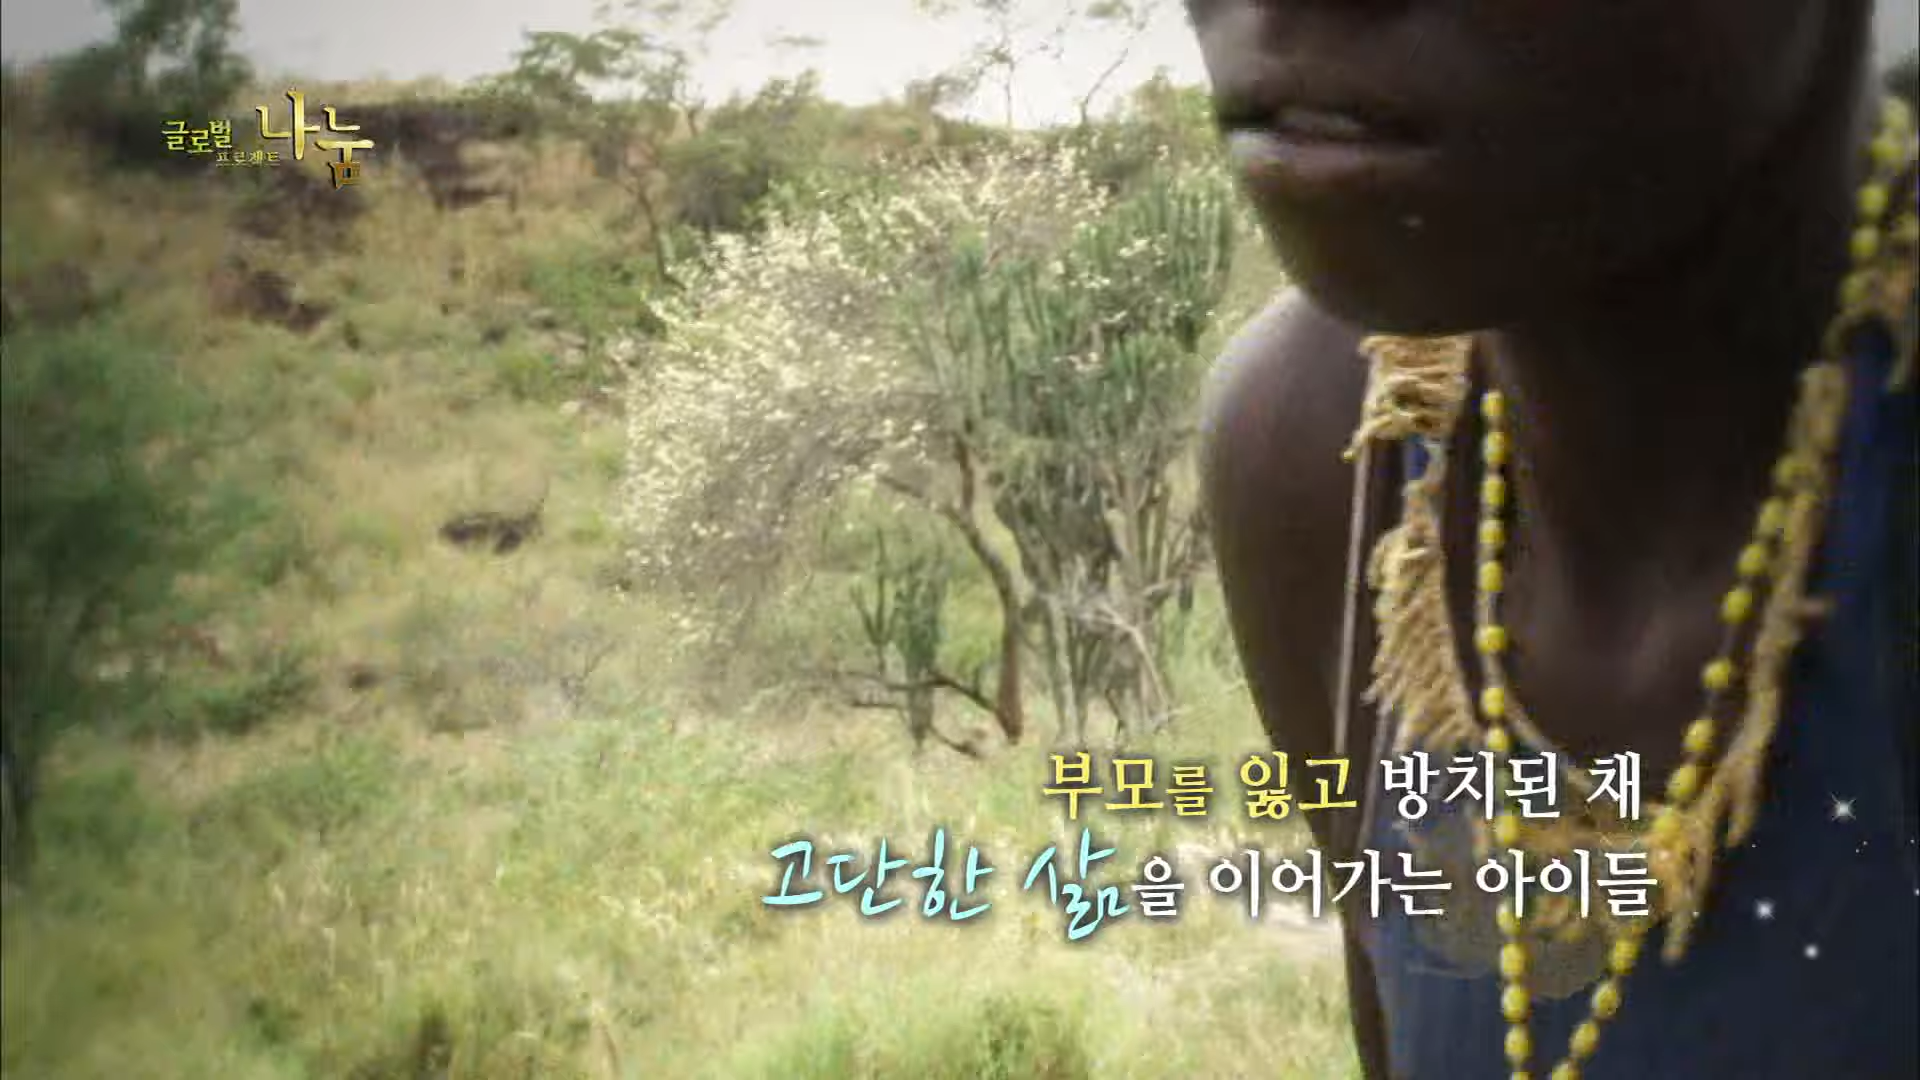 글로벌 나눔
프로젝트
부모를 잃고 방치된 채
고단한 삶을 이어가는 아이들